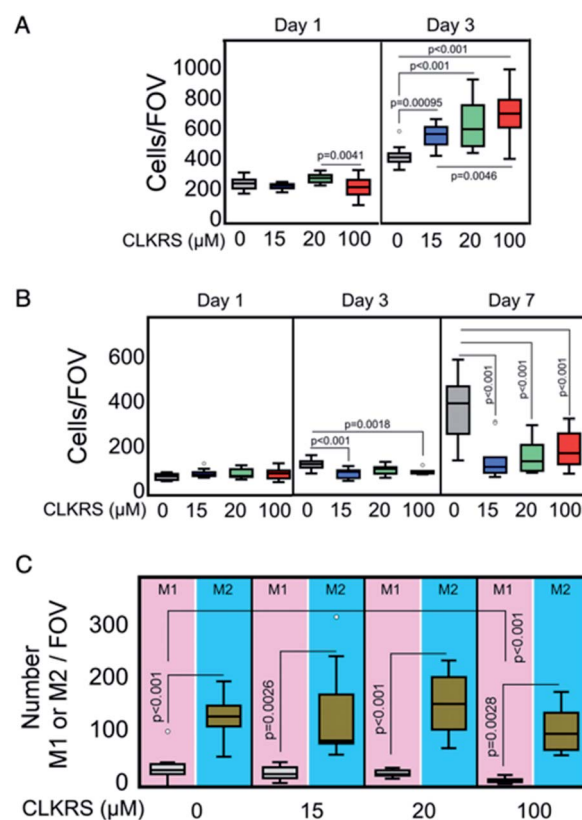 A
Day 1 Day 3
Cells/FOV
1000
800
600
400
200
0
p<0.001
p<0.001
p=0.00095
p=0.0041
p=0.0046
CLKRS (µM) 0 15 20 100 0 15 20 100
B
Day 1 Day 3 Day 7
Cells/FOV
600
400
200
0
p=0.0018
p<0.001
p<0.001
p<0.001
p<0.001
CLKRS (µM) 0 15 20 100 0 15 20 100 0 15 20 100
C
M1 M2 M1 M2 M1 M2 M1 M2
Number
M1 or M2 / FOV
300
200
100
0
p<0.001
p=0.0026
p<0.001
p=0.0028
p<0.001
CLKRS (µM) 0 15 20 100